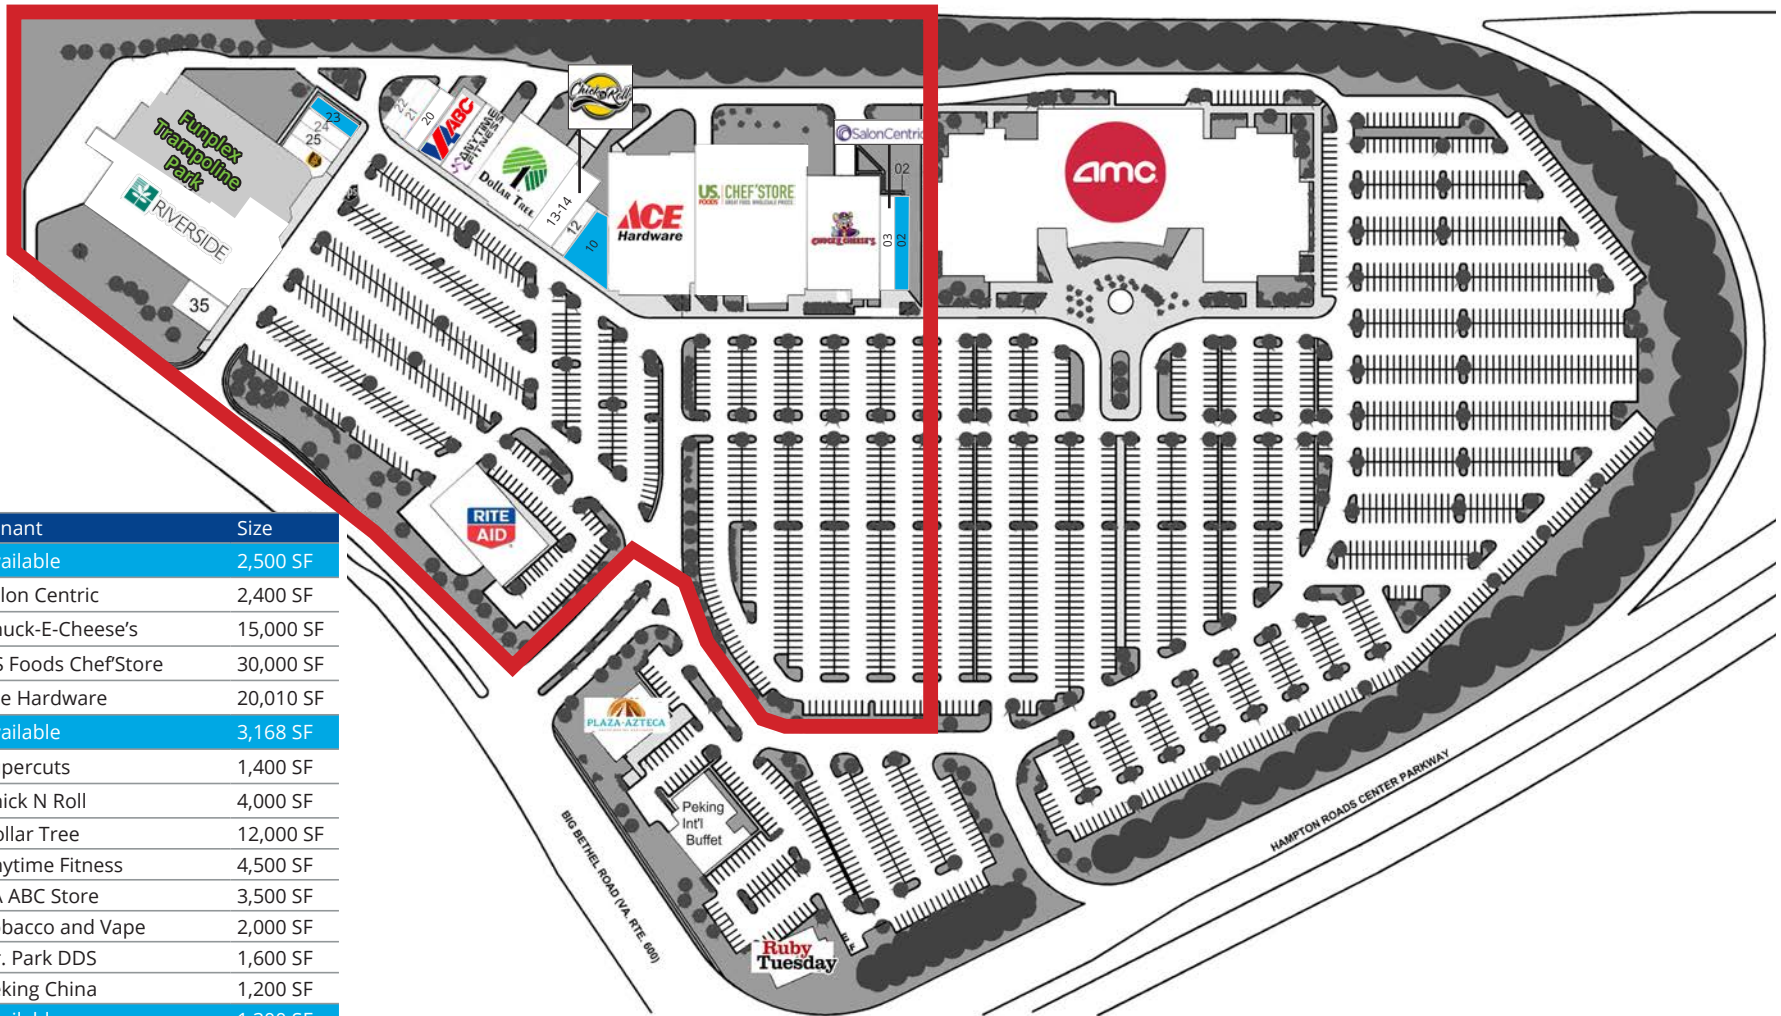 Chick n Roll
23
24
25
22
21
20
ABC
ANYTIME
FITNESS
Funplex
Trampoline
Park
RIVERSIDE
35
DOLLAR TREE
13-14
12
10
ACE
Hardware
US. CHEF'STORE
FOODS
CHUCK E. CHEESE'S
SalonCentric
02
03
02
amc
RITE
AID
nant Size
ailable 2,500 SF
lon Centric 2,400 SF
uck-E-Cheese's 15,000 SF
S Foods Chef'Store 30,000 SF
e Hardware 20,010 SF
ailable 3,168 SF
percuts 1,400 SF
ick N Roll 4,000 SF
ollar Tree 12,000 SF
nytime Fitness 4,500 SF
A ABC Store 3,500 SF
obacco and Vape 2,000 SF
r. Park DDS 1,600 SF
eking China 1,200 SF
PLAZA AZTECA
Peking
Int'l
Buffet
Ruby
Tuesday
BIG BETHEL ROAD (VA. RTE. 600)
HAMPTON ROADS CENTER PARKWAY